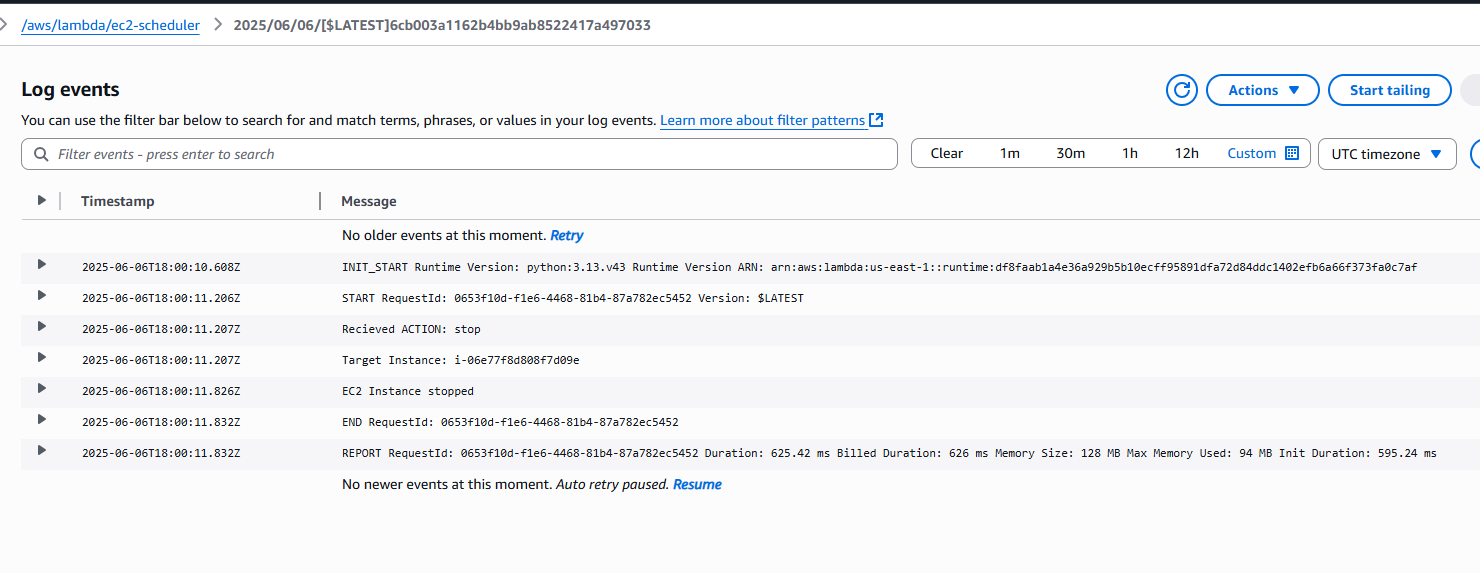 /aws/lambda/ec2-scheduler > 2025/06/06/[$LATEST]6cb003a1162b4bb9ab8522417a497033
Log events
Actions
Start tailing
You can use the filter bar below to search for and match terms, phrases, or values in your log events. Learn more about filter patterns
Filter events - press enter to search
Clear 1m 30m 1h 12h Custom UTC timezone
Timestamp Message
No older events at this moment. Retry
2025-06-06T18:00:10.608Z INIT_START Runtime Version: python:3.13.v43 Runtime Version ARN: arn:aws:lambda:us-east-1::runtime:df8faab1a4e36a929b5b10ecff95891dfa72d84ddc1402efb6a66f373fa0c7af
2025-06-06T18:00:11.206Z START RequestId: 0653f10d-f1e6-4468-81b4-87a782ec5452 Version: $LATEST
2025-06-06T18:00:11.207Z Recieved ACTION: stop
2025-06-06T18:00:11.207Z Target Instance: i-06e77f8d808f7d09e
2025-06-06T18:00:11.826Z EC2 Instance stopped
2025-06-06T18:00:11.832Z END RequestId: 0653f10d-f1e6-4468-81b4-87a782ec5452
2025-06-06T18:00:11.832Z REPORT RequestId: 0653f10d-f1e6-4468-81b4-87a782ec5452 Duration: 625.42 ms Billed Duration: 626 ms Memory Size: 128 MB Max Memory Used: 94 MB Init Duration: 595.24 ms
No newer events at this moment. Auto retry paused. Resume